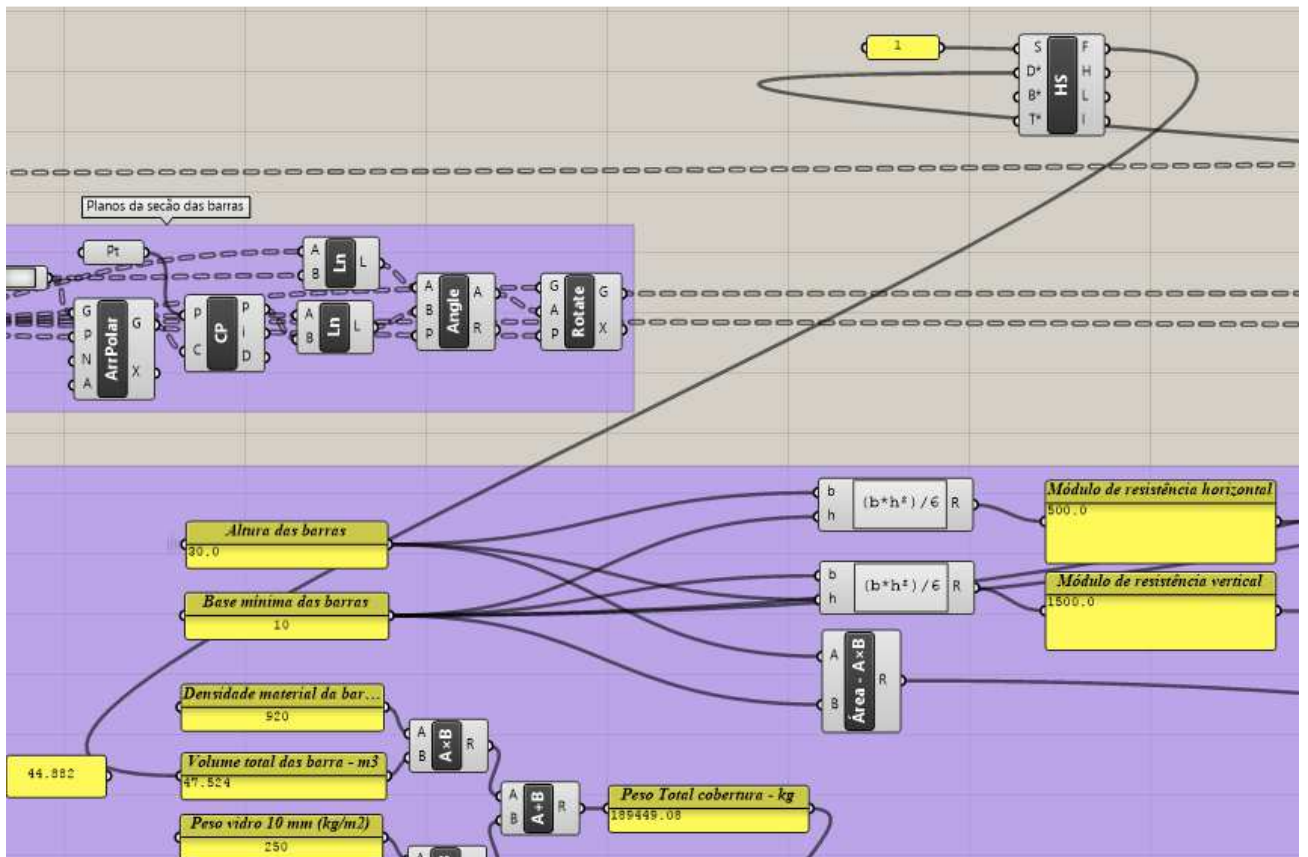 1
S F
D* H
B* L
T* I
HS
Planos da secão das barras
Pt
A
B
Ln
L
G
P
N
A
ArrPolar
G
X
P
C
CP
P
i
D
A
B
Ln
L
A
B
P
Angle
A
R
G
A
P
Rotate
G
X
Altura das barras
30.0
Base mínima das barras
10
b
h
(b*h²)/6
R
Módulo de resistência horizontal
500.0
b
h
(b*h²)/6
R
Módulo de resistência vertical
1500.0
A
B
Área - A×B
R
Densidade material da bar...
920
A
B
A×B
R
44.882
Volume total das barra - m3
47.524
A
B
A+B
R
Peso Total cobertura - kg
189449.08
Peso vidro 10 mm (kg/m2)
250
A